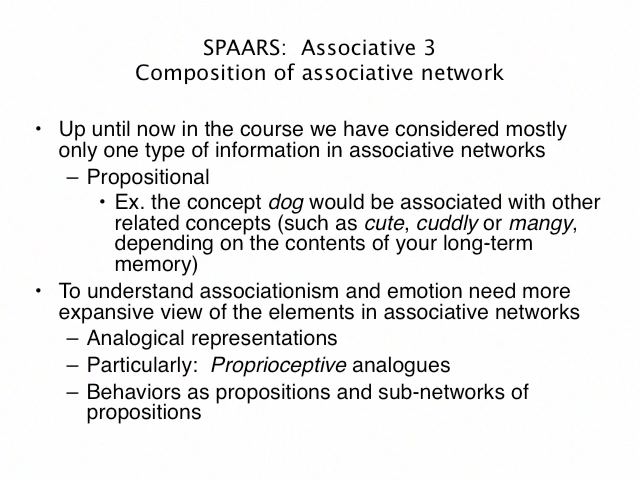 SPAARS:  Associative 3
Composition of associative network
• Up until now in the course we have considered mostly
only one type of information in associative networks
– Propositional
• Ex. the concept dog would be associated with other
related concepts (such as cute, cuddly or mangy,
depending on the contents of your long-term
memory)
• To understand associationism and emotion need more
expansive view of the elements in associative networks
– Analogical representations
– Particularly:  Proprioceptive analogues
– Behaviors as propositions and sub-networks of
propositions